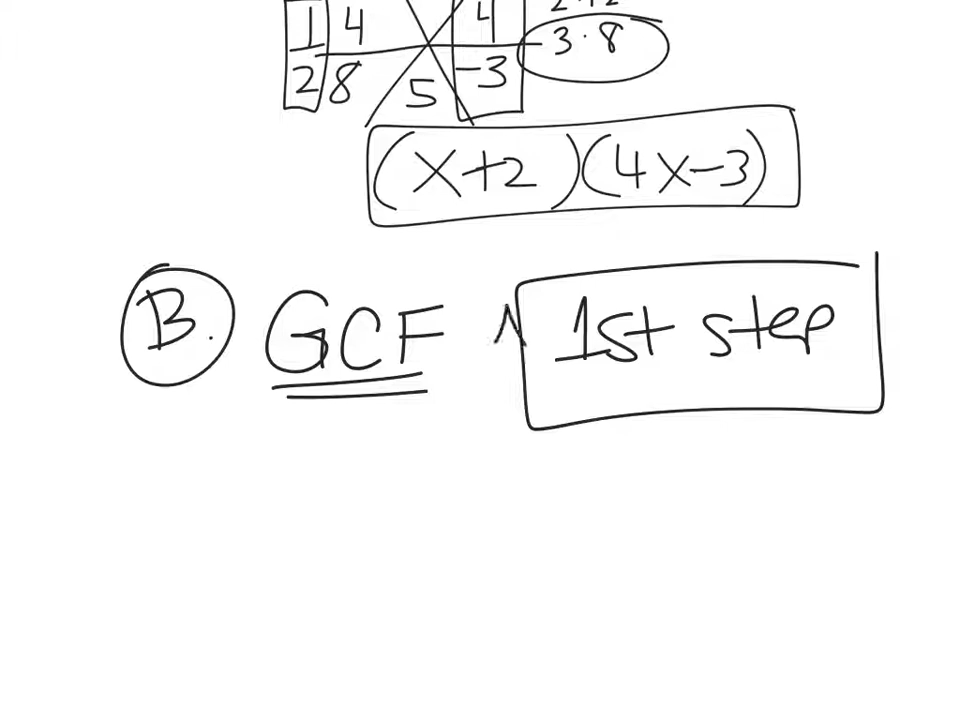 1 4 4
3·8
2 8 5 -3
(x+2)(4x-3)
B. GCF 1st step